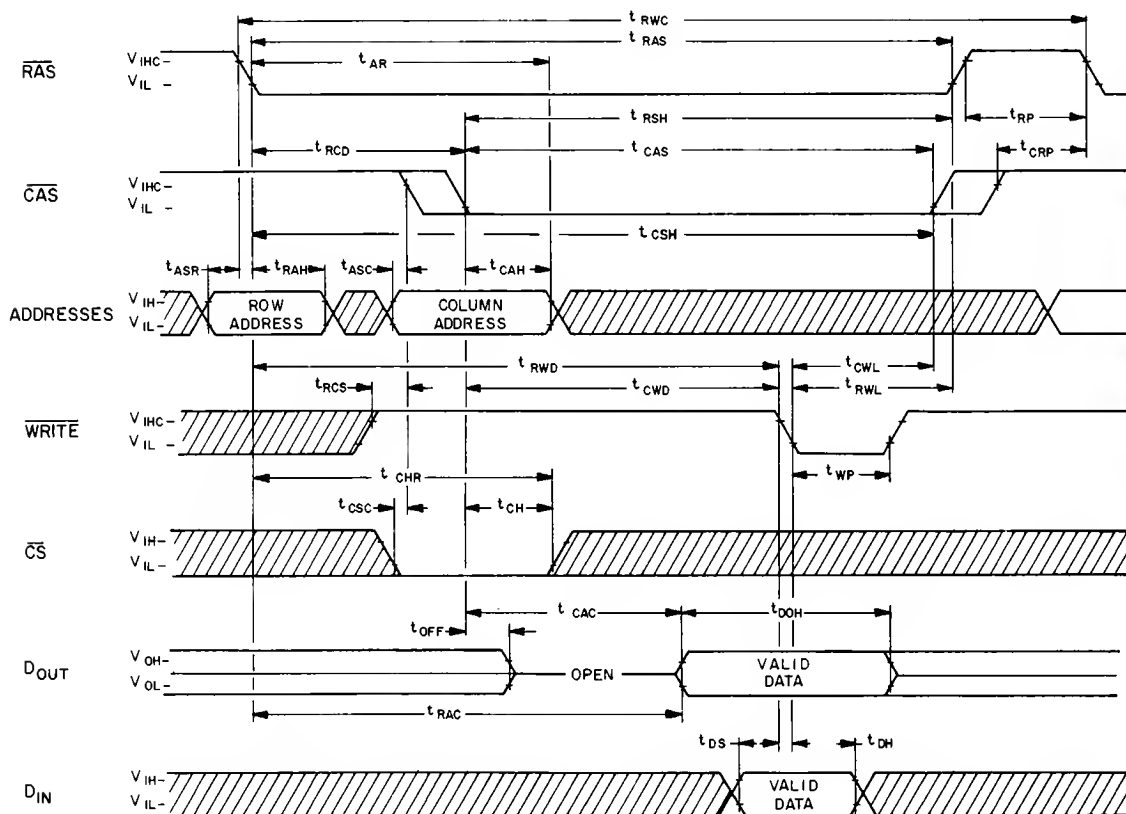 t RWC
t RAS
t AR
RAS
V IHC
V IL
t RSH
t RP
t RCD
t CAS
t CRP
CAS
V IHC
V IL
t CSH
t ASR
t RAH
t ASC
t CAH
ADDRESSES
V IH
V IL
ROW ADDRESS
COLUMN ADDRESS
t RWD
t CWL
t RCS
t CWD
t RWL
WRITE
V IHC
V IL
t CHR
t WP
t CSC
t CH
CS
V IH
V IL
t CAC
t DOH
t OFF
D OUT
V OH
V OL
OPEN
VALID DATA
t RAC
t DS
t DH
D IN
V IH
V IL
VALID DATA